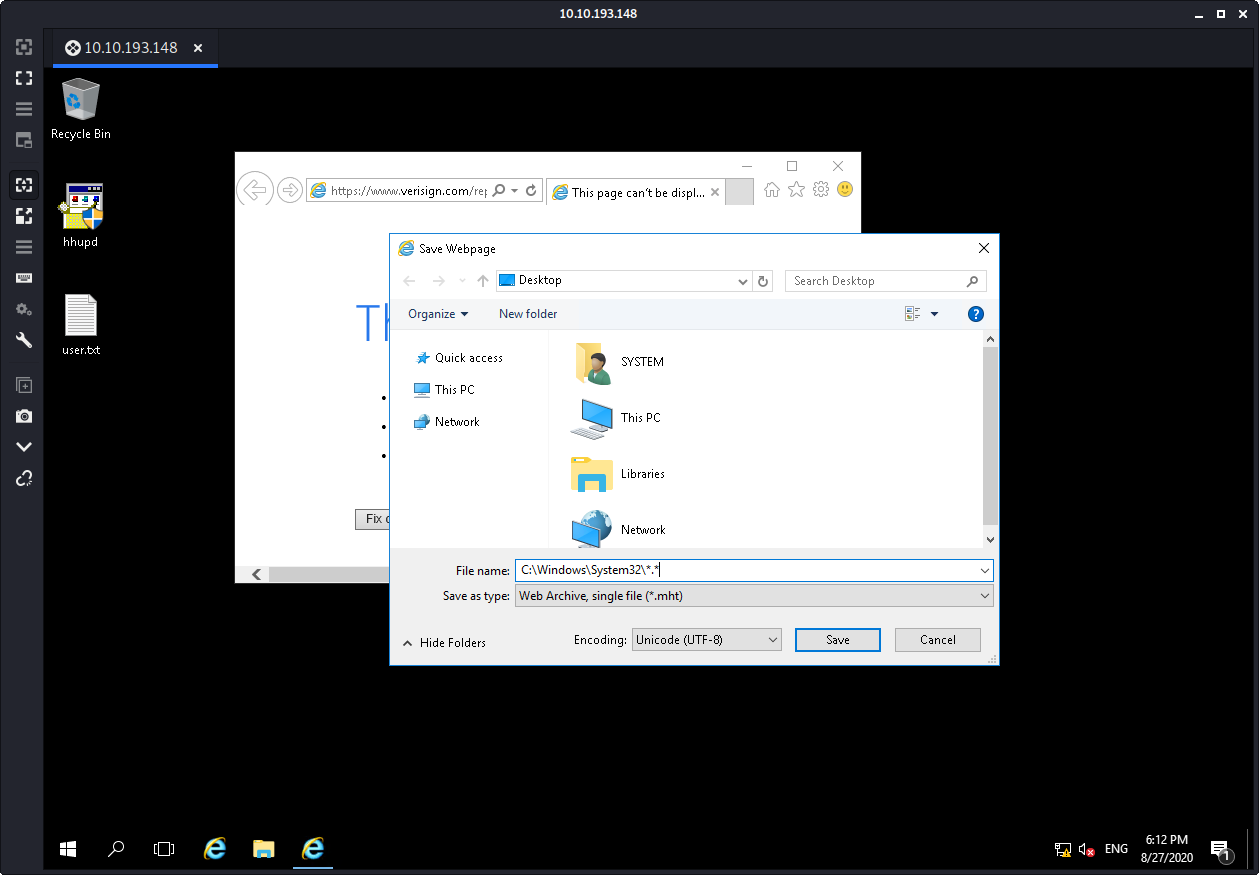 10.10.193.148
10.10.193.148
Recycle Bin
hhupd
user.txt
https://www.verisign.com/rep
This page can't be displ...
Th
Fix c
Save Webpage
Desktop
Search Desktop
Organize
New folder
Quick access
This PC
Network
SYSTEM
This PC
Libraries
Network
File name:
C:\Windows\System32\*.*
Save as type:
Web Archive, single file (*.mht)
Hide Folders
Encoding:
Unicode (UTF-8)
Save
Cancel
ENG
6:12 PM
8/27/2020
1